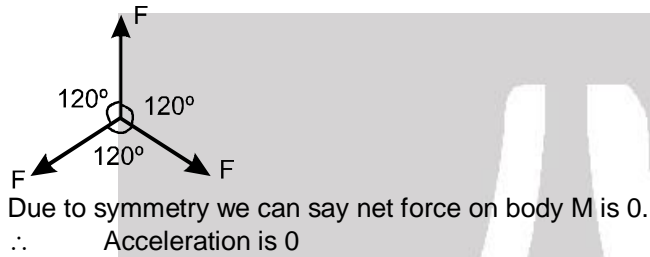 F
120º 120º
120º
F F
Due to symmetry we can say net force on body M is 0.
∴ Acceleration is 0